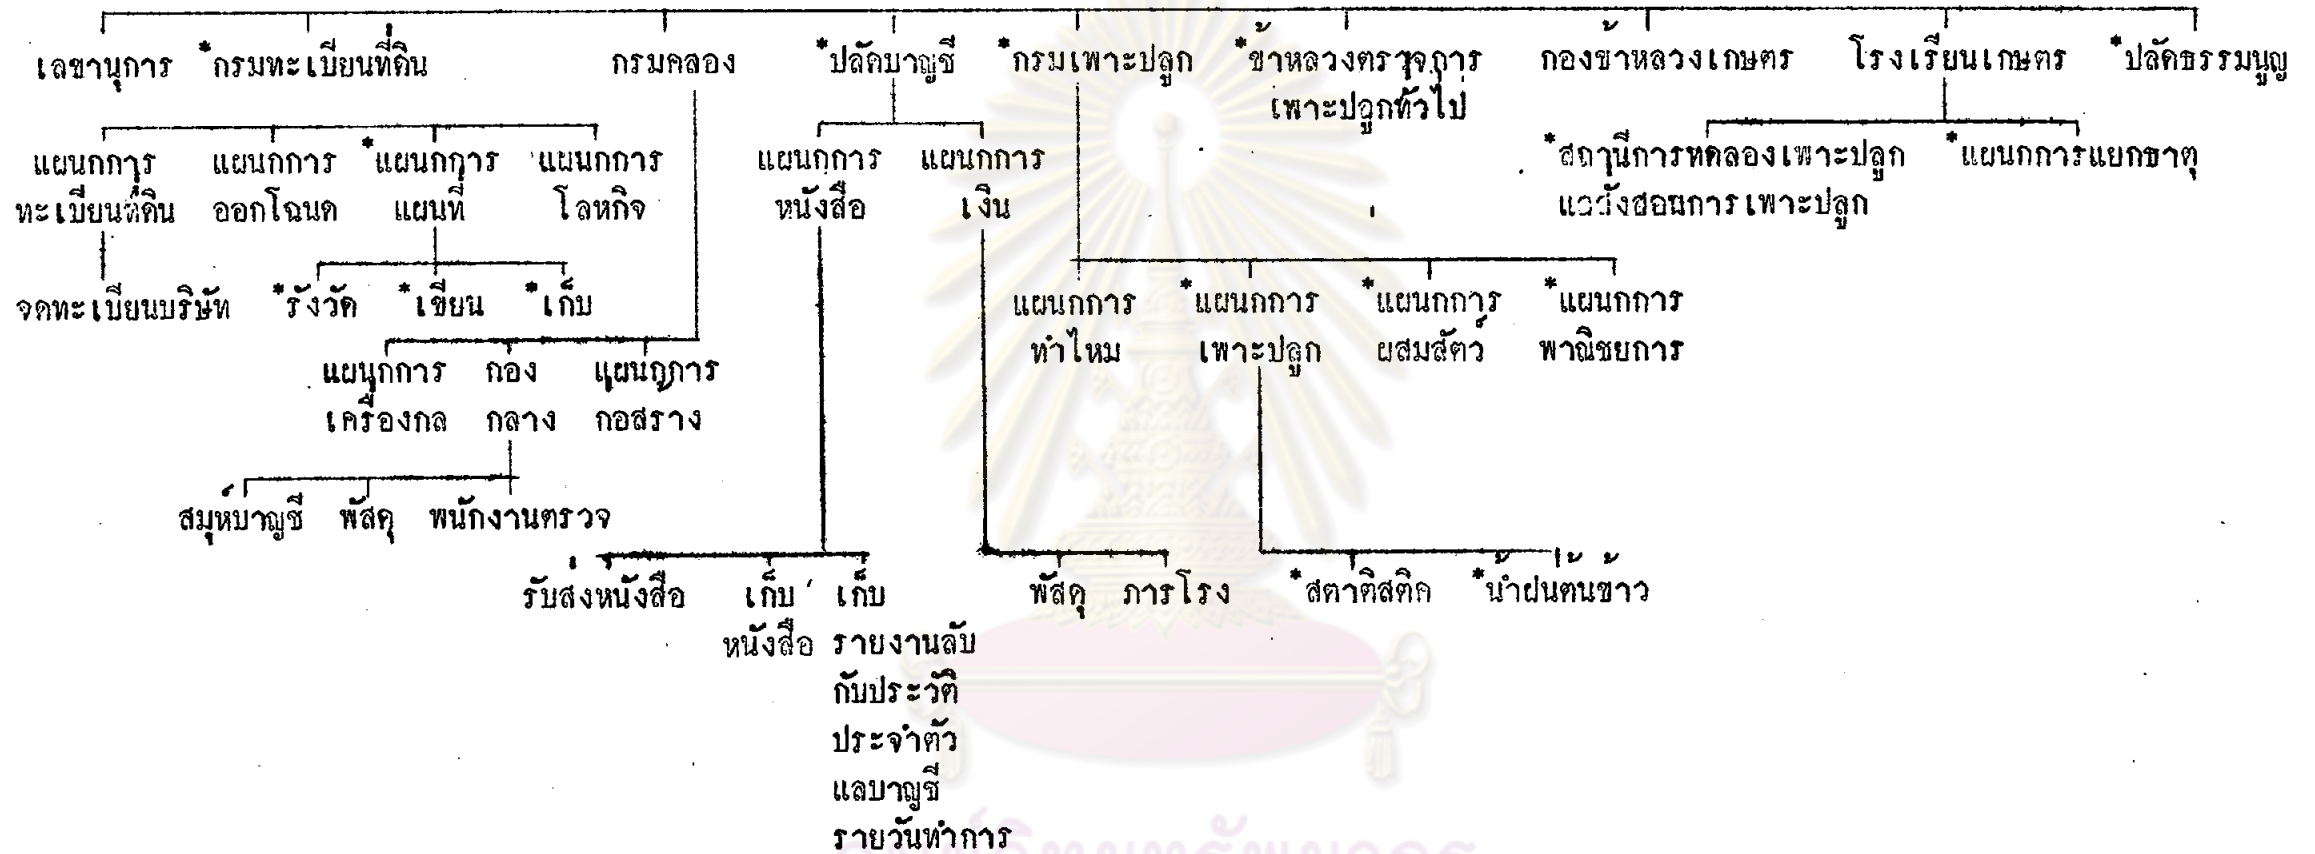 เลขานุการ *กรมทะเบียนที่ดิน กรมคลอง *ปลัดบาญชี *กรมเพาะปลูก *ข้าหลวงตรวจการ กองข้าหลวงเกษตร โรงเรียนเกษตร *ปลัดธรรมนูญ
เพาะปลูกทั่วไป
แผนกการ แผนกการ *แผนกการ แผนกการ แผนกการ แผนกการ *สถานีการทดลองเพาะปลูก *แผนกการแยกธาตุ
ทะเบียนที่ดิน ออกโฉนด แผนที่ โลหกิจ หนังสือ เงิน แลสั่งสอนการเพาะปลูก
จดทะเบียนบริษัท *รังวัด *เขียน *เก็บ แผนกการ *แผนกการ *แผนกการ *แผนกการ
ทำไหม เพาะปลูก ผสมสัตว์ พาณิชยการ
แผนกการ กอง แผนกการ
เครื่องกล กลาง กอสราง
สมุห์บาญชี พัสดุ พนักงานตรวจ
รับส่งหนังสือ เก็บ เก็บ พัสดุ ภารโรง *สตาติสติค *น้ำฝนต้นข้าว
หนังสือ รายงานลับ
กับประวัติ
ประจำตัว
แลบาญชี
รายวันทำการ